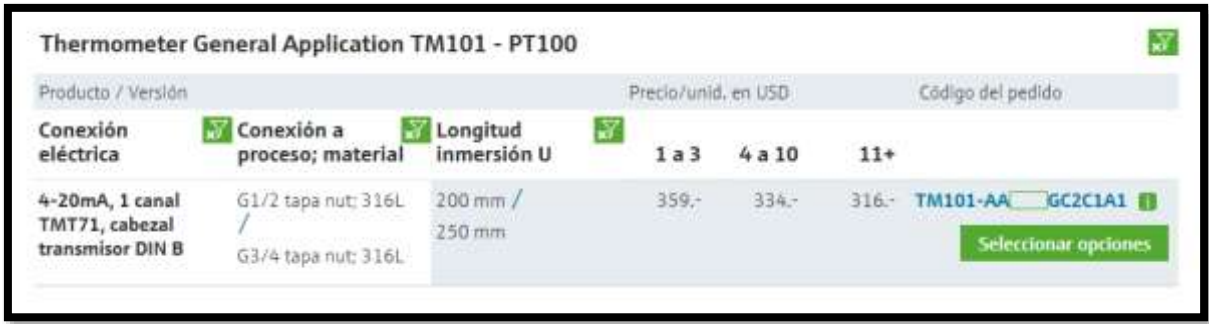 Thermometer General Application TM101 - PT100
Producto / Versión Precio/unid. en USD Código del pedido
Conexión eléctrica Conexión a proceso; material Longitud inmersión U 1 a 3 4 a 10 11+
4-20mA, 1 canal G1/2 tapa nut; 316L 200 mm / 359,- 334,- 316,- TM101-AA GC2C1A1 i
TMT71, cabezal / 250 mm
transmisor DIN B G3/4 tapa nut; 316L Seleccionar opciones